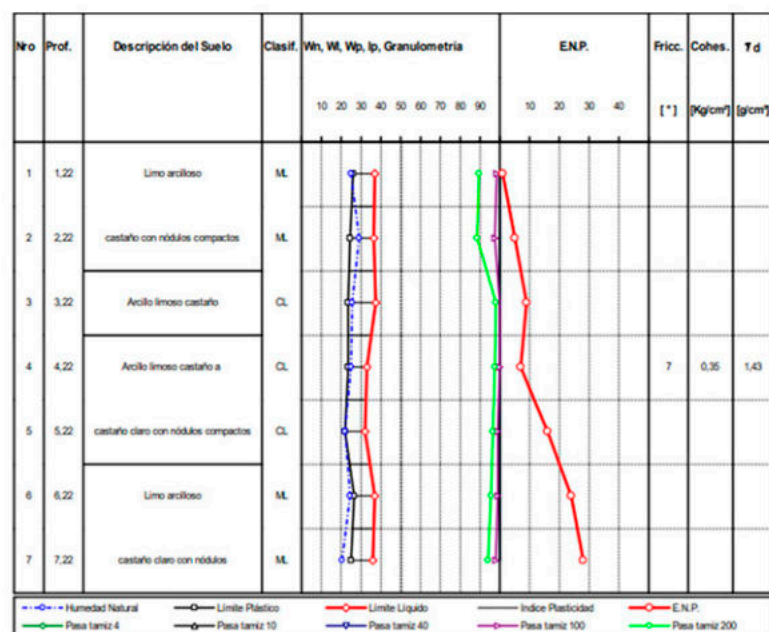 Nro Prof. Descripción del Suelo Clasif. Wn, Wl, Wp, Ip, Granulometría E.N.P. Fricc. Cohes. γ d
10 20 30 40 50 60 70 80 90 10 20 30 40 [ ° ] [Kg/cm²] [g/cm³]
1 1,22 Limo arcilloso ML
2 2,22 castaño con nódulos compactos ML
3 3,22 Arcillo limoso castaño CL
4 4,22 Arcillo limoso castaño a CL 7 0,35 1,43
5 5,22 castaño claro con nódulos compactos CL
6 6,22 Limo arcilloso ML
7 7,22 castaño claro con nódulos ML
Humedad Natural Límite Plástico Límite Líquido Indice Plasticidad E.N.P.
Pasa tamiz 4 Pasa tamiz 10 Pasa tamiz 40 Pasa tamiz 100 Pasa tamiz 200